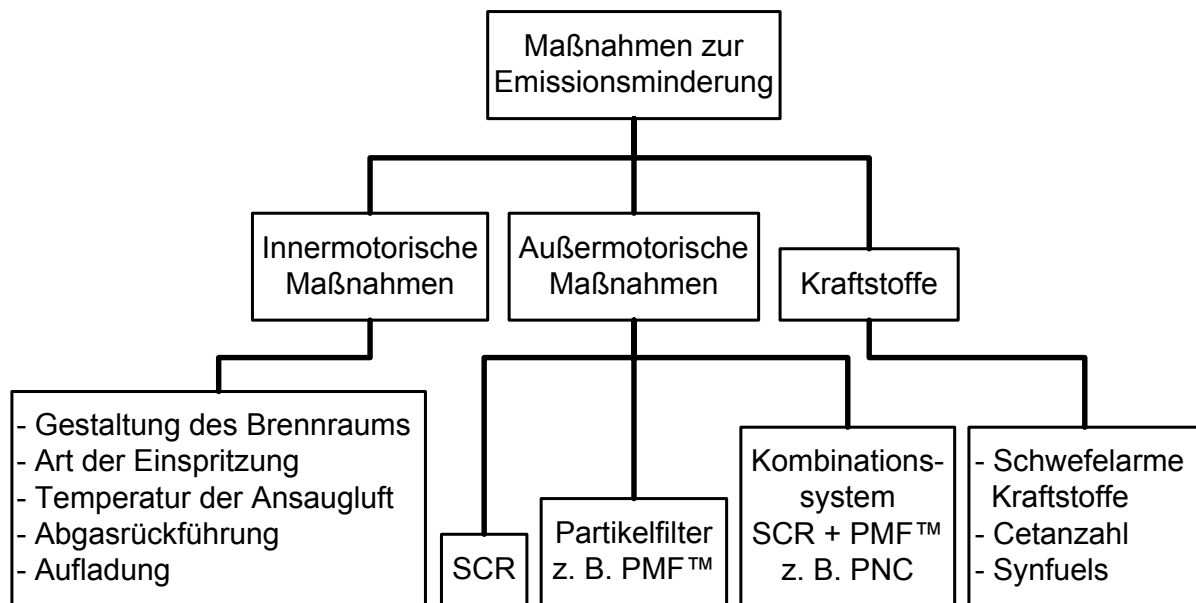 Maßnahmen zur
Emissionsminderung
Innermotorische
Maßnahmen
Außermotorische
Maßnahmen
Kraftstoffe
- Gestaltung des Brennraums
- Art der Einspritzung
- Temperatur der Ansaugluft
- Abgasrückführung
- Aufladung
SCR
Partikelfilter
z. B. PMF™
Kombinations-
system
SCR + PMF™
z. B. PNC
- Schwefelarme
Kraftstoffe
- Cetanzahl
- Synfuels